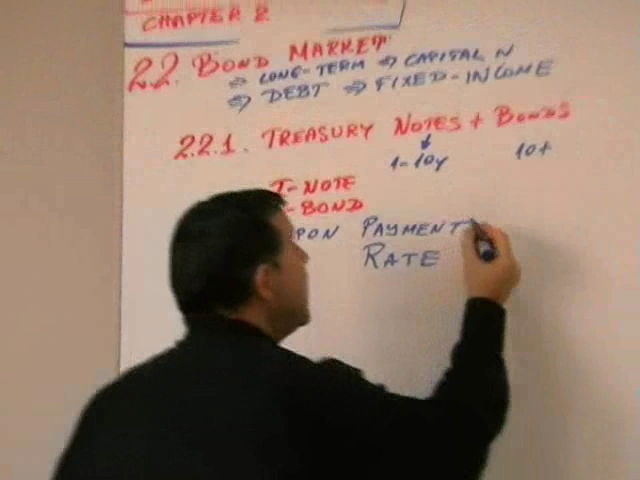 CHAPTER 2
2.2. BOND MARKET
⇒ LONG-TERM ⇒ CAPITAL N
⇒ DEBT ⇒ FIXED-INCOME
2.2.1. TREASURY NOTES + BONDS
↓
1-10y 10+
T-NOTE
-BOND
PON PAYMENT
RATE